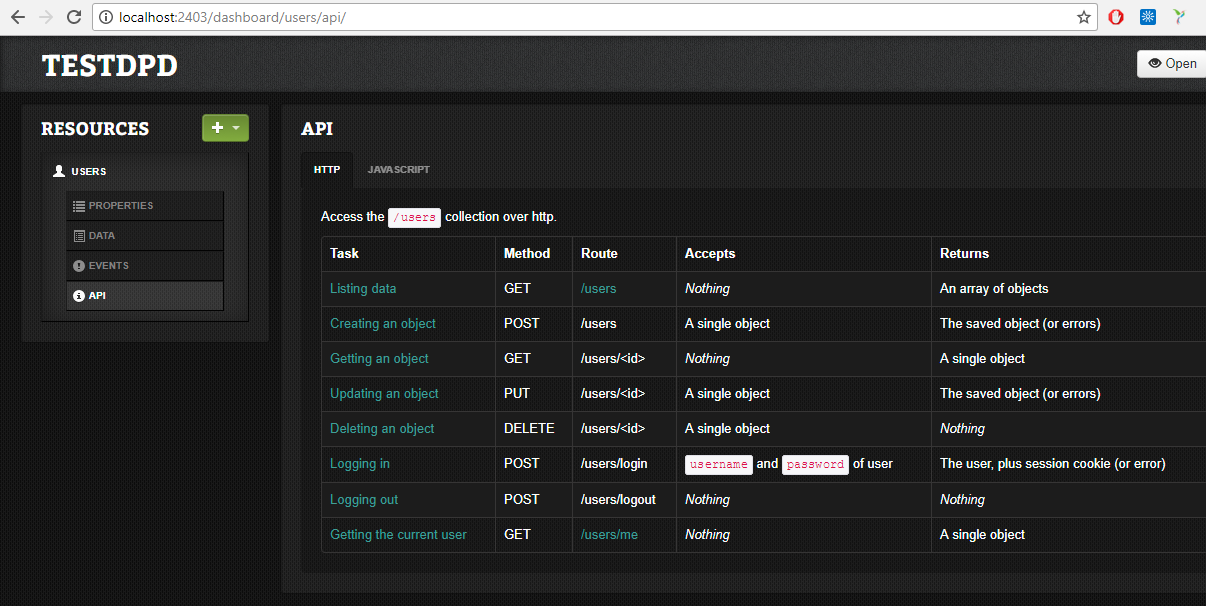 localhost:2403/dashboard/users/api/
TESTDPD
Open
RESOURCES
USERS
PROPERTIES
DATA
EVENTS
API
API
HTTP JAVASCRIPT
Access the /users collection over http.
Task Method Route Accepts Returns
Listing data GET /users Nothing An array of objects
Creating an object POST /users A single object The saved object (or errors)
Getting an object GET /users/<id> Nothing A single object
Updating an object PUT /users/<id> A single object The saved object (or errors)
Deleting an object DELETE /users/<id> A single object Nothing
Logging in POST /users/login username and password of user The user, plus session cookie (or error)
Logging out POST /users/logout Nothing Nothing
Getting the current user GET /users/me Nothing A single object